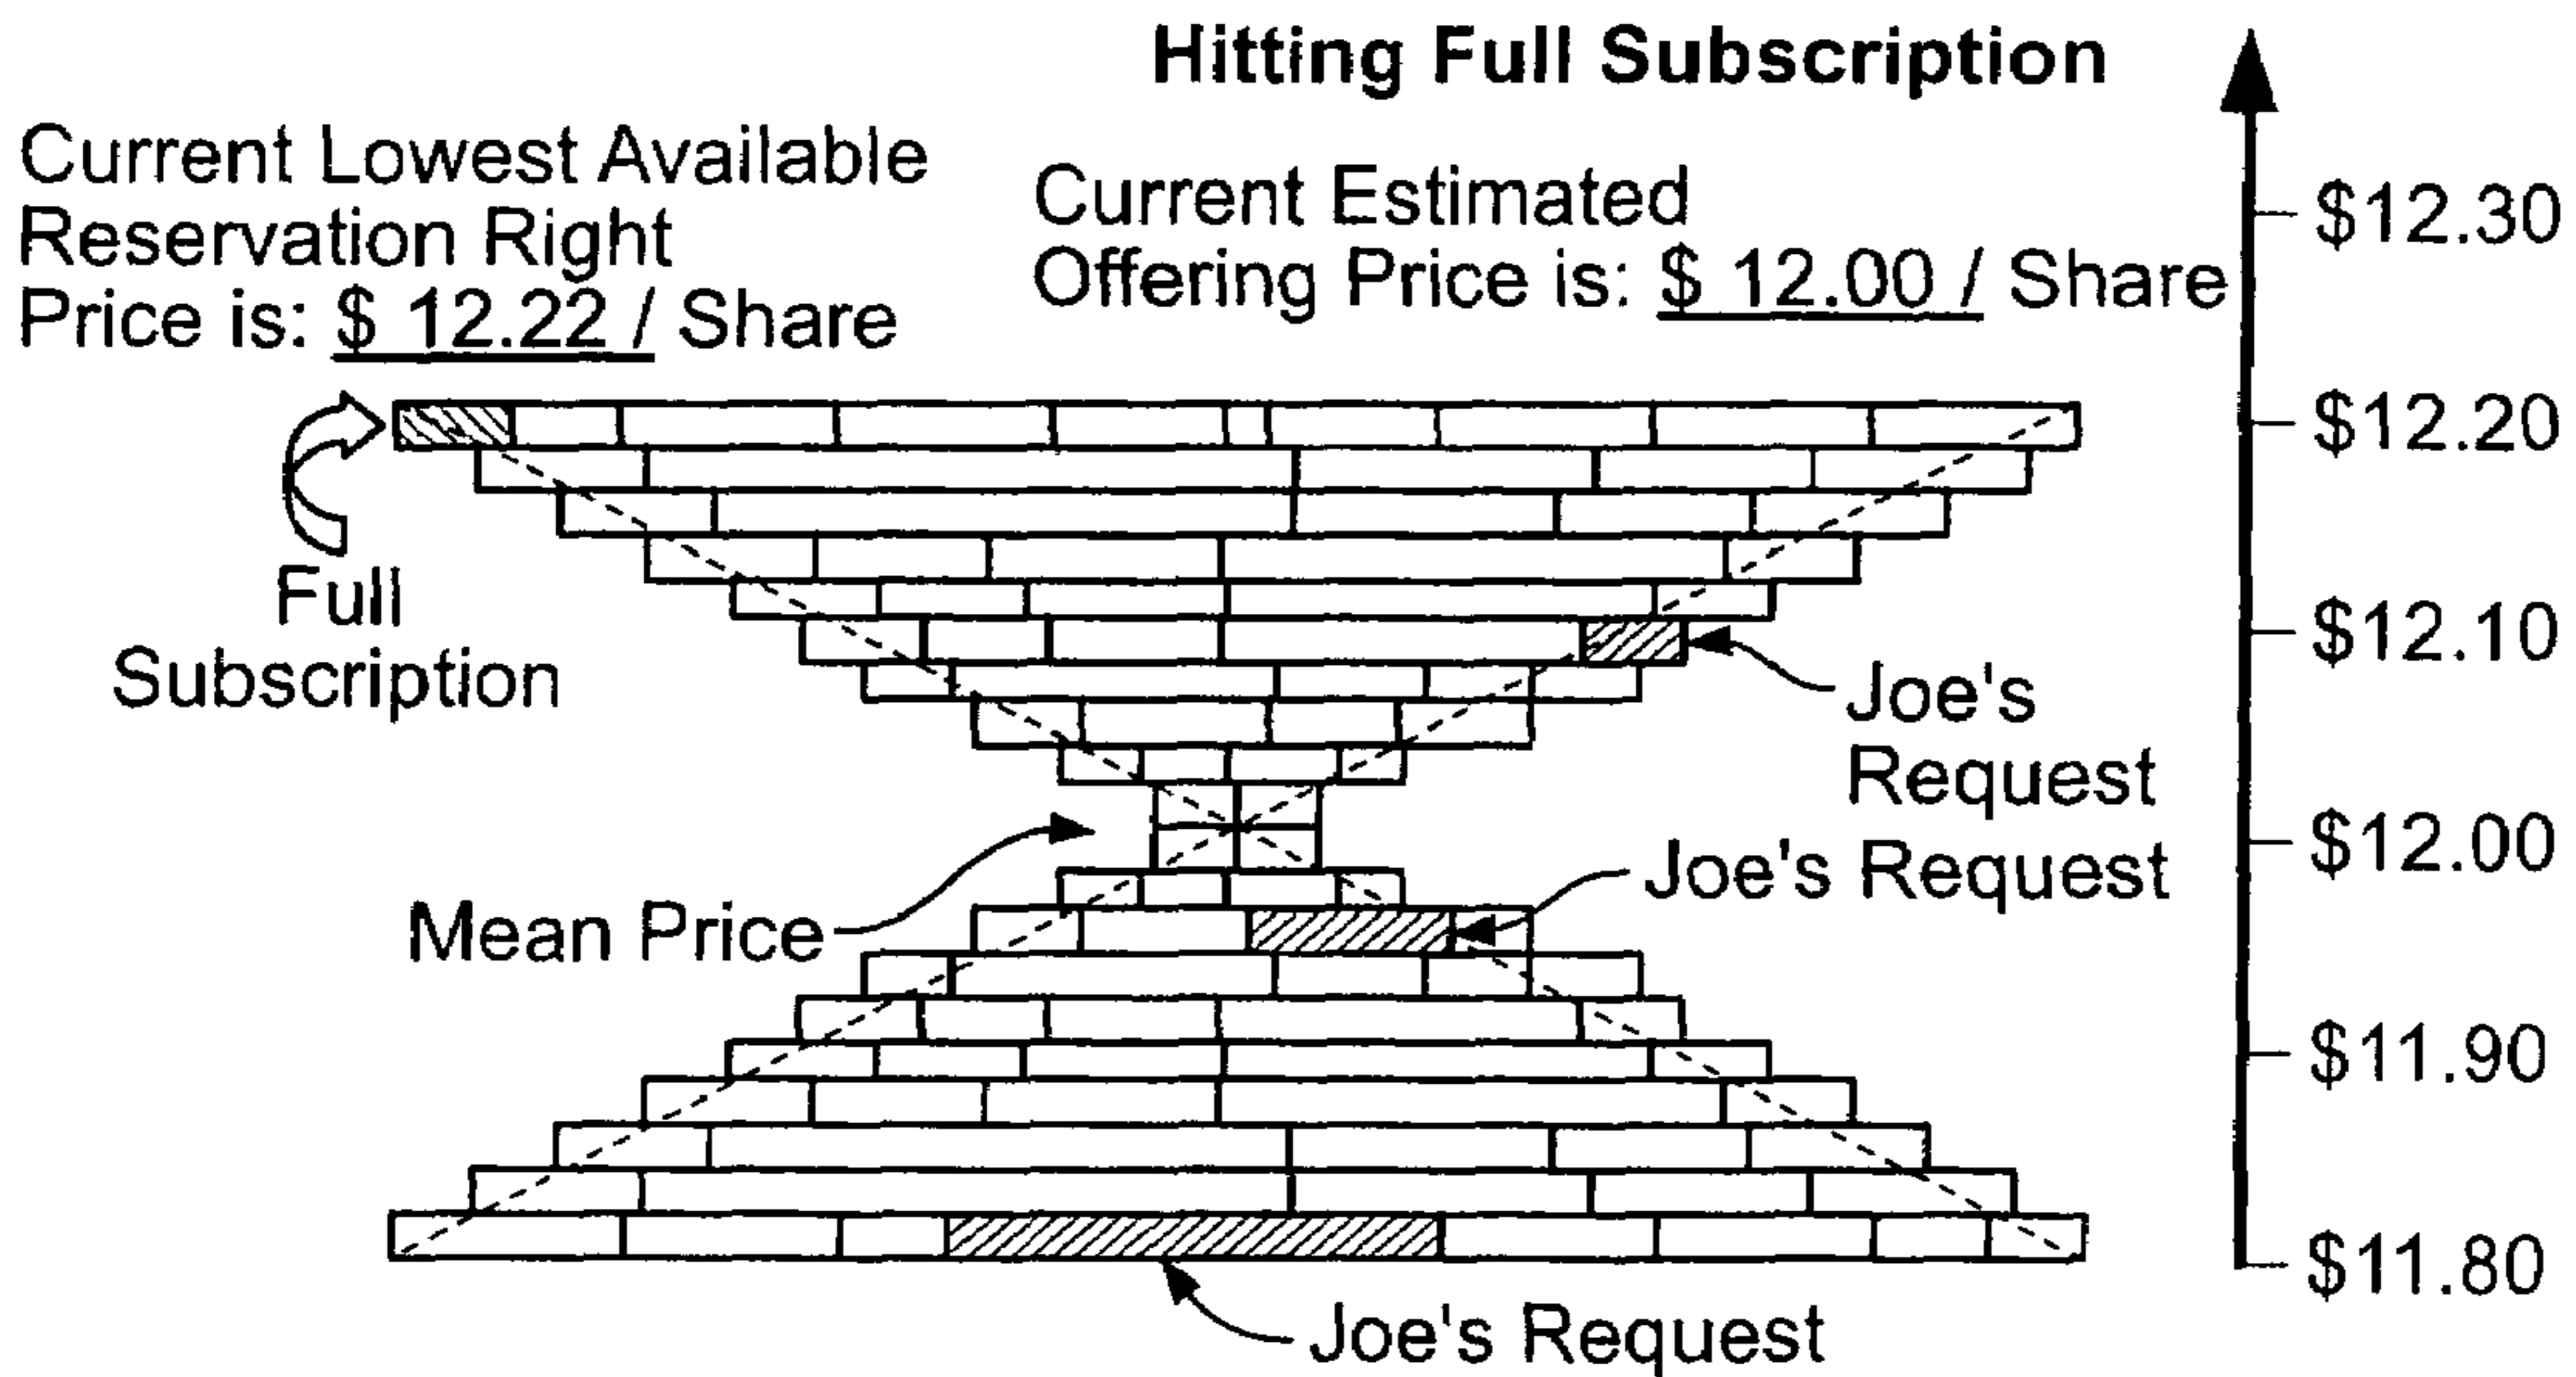 Hitting Full Subscription
Current Lowest Available
Reservation Right
Price is: $ 12.22 / Share
Current Estimated
Offering Price is: $ 12.00 / Share
$12.30
$12.20
Full
Subscription
$12.10
Joe's
Request
$12.00
Joe's Request
Mean Price
$11.90
$11.80
Joe's Request